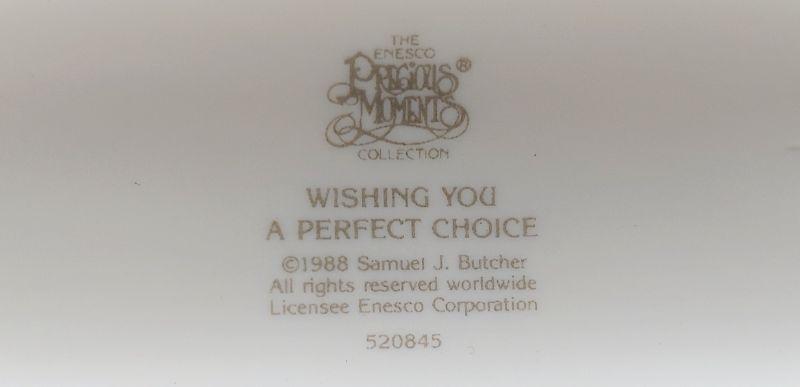 THE
ENESCO
PRECIOUS®
MOMENTS
COLLECTION
WISHING YOU
A PERFECT CHOICE
©1988 Samuel J. Butcher
All rights reserved worldwide
Licensee Enesco Corporation
520845